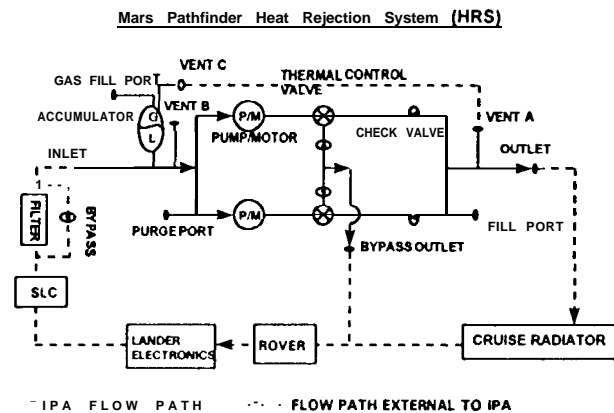 Mars Pathfinder Heat Rejection System (HRS)
VENT C
GAS FILL PORT
THERMAL CONTROL
VALVE
VENT B
ACCUMULATOR
G
L
P/M
PUMP/MOTOR
CHECK VALVE
VENT A
INLET
OUTLET
FILTER
BYPASS
PURGE PORT
P/M
FILL PORT
BYPASS OUTLET
SLC
LANDER
ELECTRONICS
ROVER
CRUISE RADIATOR
IPA FLOW PATH
FLOW PATH EXTERNAL TO IPA